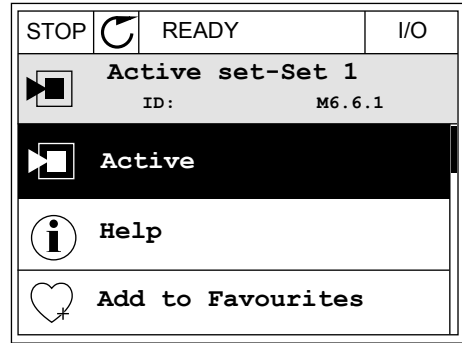 STOP READY I/O
Active set-Set 1
ID: M6.6.1
Active
Help
Add to Favourites